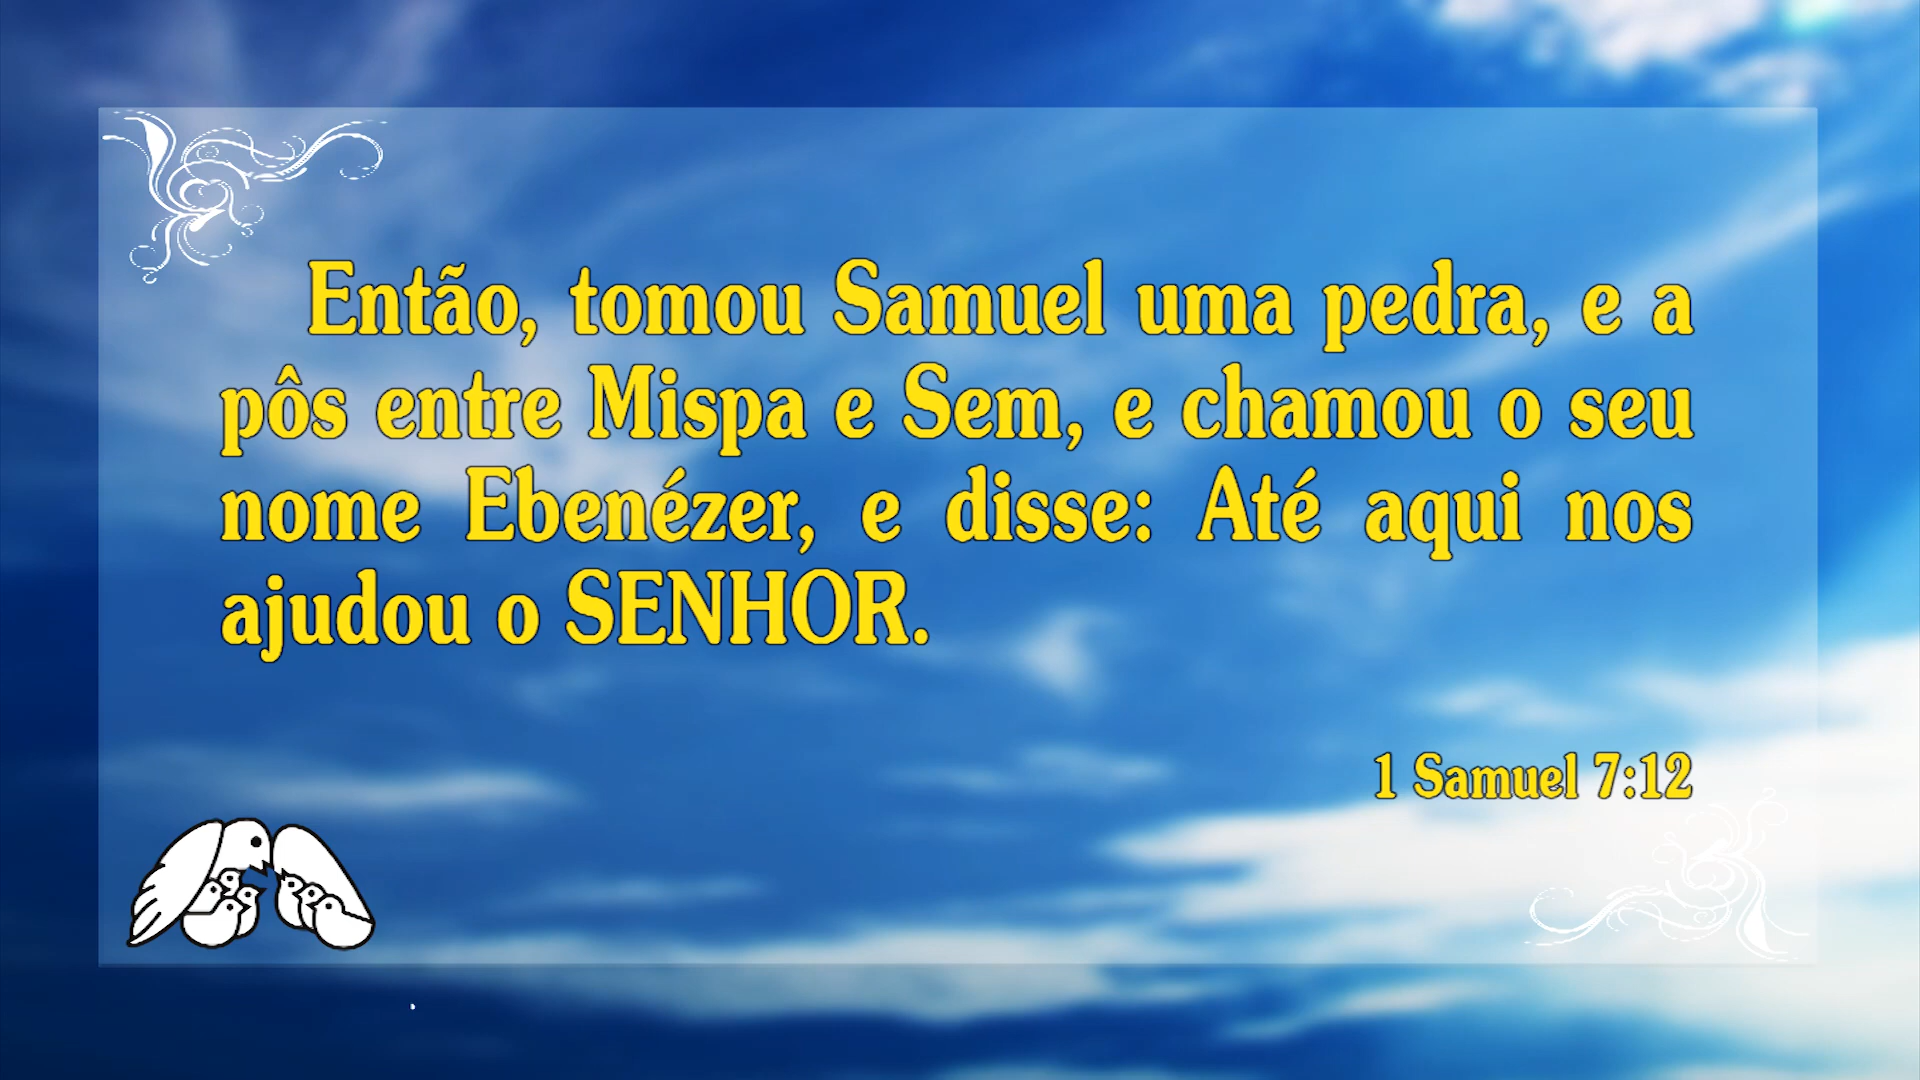 Então, tomou Samuel uma pedra, e a
pôs entre Mispa e Sem, e chamou o seu
nome Ebenézer, e disse: Até aqui nos
ajudou o SENHOR.
1 Samuel 7:12